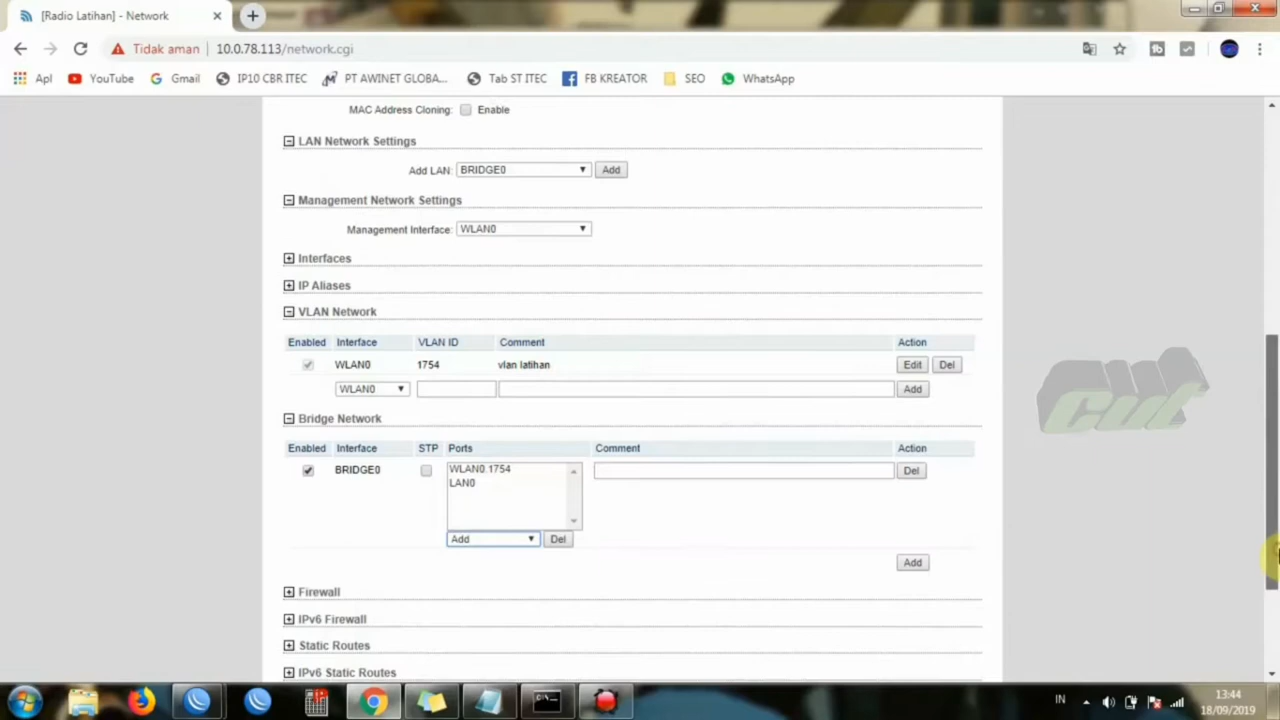 [Radio Latihan] - Network
Tidak aman 10.0.78.113/network.cgi
Apl YouTube Gmail IP10 CBR ITEC PT AWINET GLOBA... Tab ST ITEC FB KREATOR SEO WhatsApp
MAC Address Cloning: Enable
LAN Network Settings
Add LAN: BRIDGE0 Add
Management Network Settings
Management Interface: WLAN0
Interfaces
IP Aliases
VLAN Network
Enabled Interface VLAN ID Comment Action
WLAN0 1754 vlan latihan Edit Del
WLAN0 Add
Bridge Network
Enabled Interface STP Ports Comment Action
BRIDGE0 WLAN0.1754 Del
LAN0
Add Del
Add
Firewall
IPv6 Firewall
Static Routes
IPv6 Static Routes
Cut
IN 13:44
18/09/2019